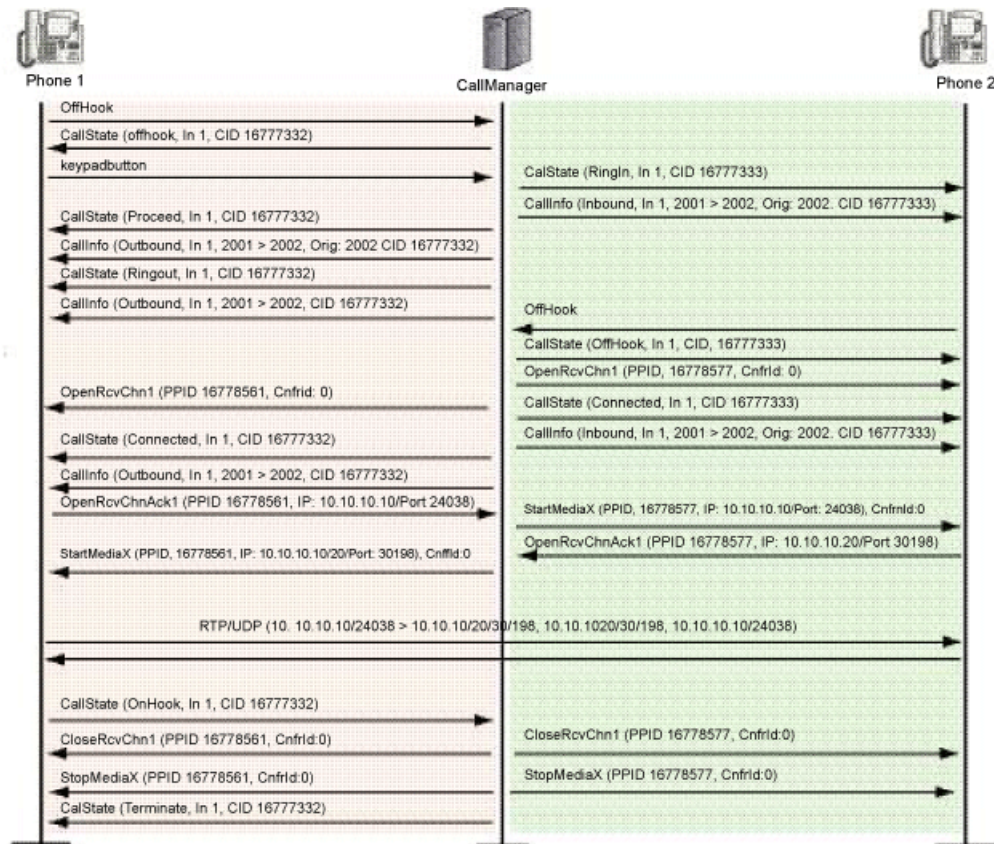 Phone 1
CallManager
Phone 2
OffHook
CallState (offhook, In 1, CID 16777332)
keypadbutton
CalState (RingIn, In 1, CID 16777333)
CallInfo (Inbound, In 1, 2001 > 2002, Orig: 2002. CID 16777333)
CallState (Proceed, In 1, CID 16777332)
CallInfo (Outbound, In 1, 2001 > 2002, Orig: 2002 CID 16777332)
CallState (Ringout, In 1, CID 16777332)
CallInfo (Outbound, In 1, 2001 > 2002, CID 16777332)
OffHook
CallState (OffHook, In 1, CID, 16777333)
OpenRcvChn1 (PPID, 16778577, CnfrId: 0)
OpenRcvChn1 (PPID 16778561, CnfrId: 0)
CallState (Connected, In 1, CID 16777333)
CallState (Connected, In 1, CID 16777332)
CallInfo (Inbound, In 1, 2001 > 2002, Orig: 2002. CID 16777333)
CallInfo (Outbound, In 1, 2001 > 2002, CID 16777332)
OpenRcvChnAck1 (PPID 16778561, IP: 10.10.10.10/Port 24038)
StartMediaX (PPID, 16778577, IP: 10.10.10.10/Port: 24038), CnfrnId:0
OpenRcvChnAck1 (PPID 16778577, IP: 10.10.10.20/Port 30198)
StartMediaX (PPID, 16778561, IP: 10.10.10.10/20/Port: 30198), CnffId:0
RTP/UDP (10. 10.10.10/24038 > 10.10.10/20/30/198, 10.10.1020/30/198, 10.10.10.10/24038)
CallState (OnHook, In 1, CID 16777332)
CloseRcvChn1 (PPID 16778561, CnfrId:0)
CloseRcvChn1 (PPID 16778577, CnfrId:0)
StopMediaX (PPID 16778561, CnfrId:0)
StopMediaX (PPID 16778577, CnfrId:0)
CalState (Terminate, In 1, CID 16777332)